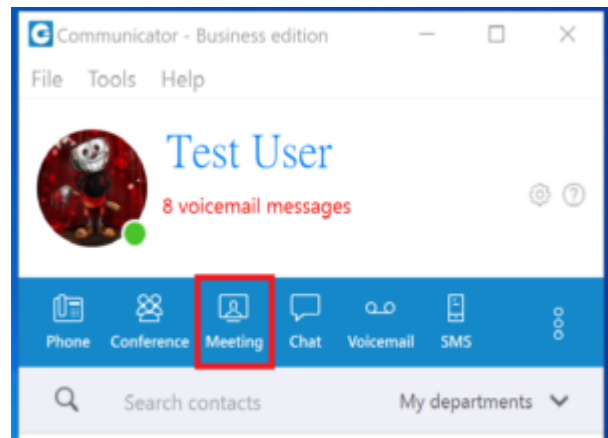 Communicator - Business edition
File Tools Help
Test User
8 voicemail messages
Phone Conference Meeting Chat Voicemail SMS
Search contacts My departments